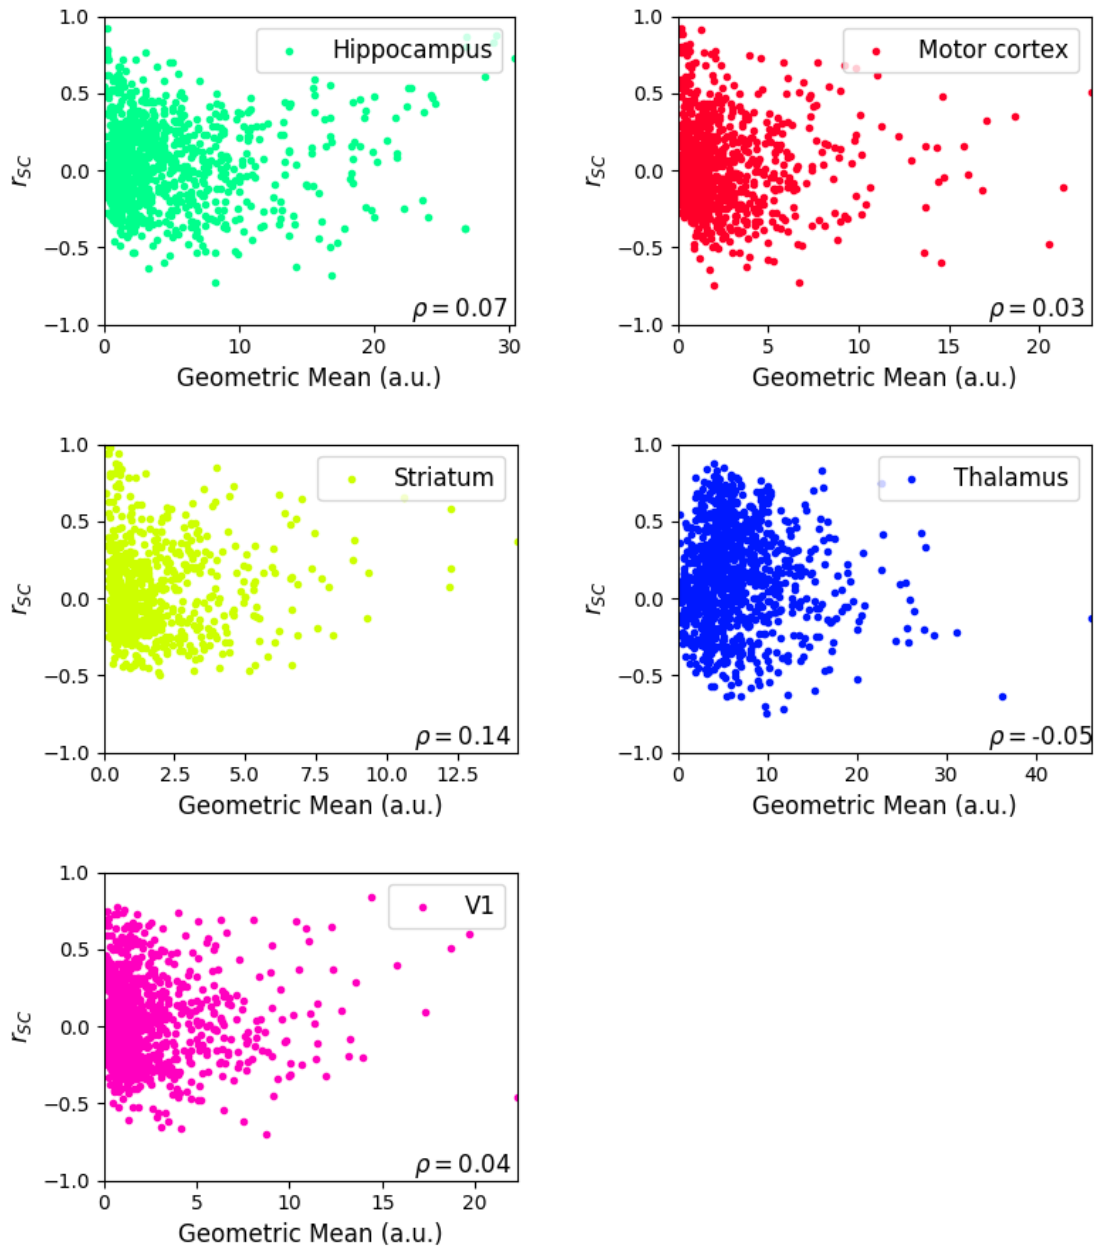 1.0
0.5
0.0
−0.5
−1.0
r_SC
Hippocampus
ρ = 0.07
0 10 20 30
Geometric Mean (a.u.)
1.0
0.5
0.0
−0.5
−1.0
r_SC
Motor cortex
ρ = 0.03
0 5 10 15 20
Geometric Mean (a.u.)
1.0
0.5
0.0
−0.5
−1.0
r_SC
Striatum
ρ = 0.14
0.0 2.5 5.0 7.5 10.0 12.5
Geometric Mean (a.u.)
1.0
0.5
0.0
−0.5
−1.0
r_SC
Thalamus
ρ = -0.05
0 10 20 30 40
Geometric Mean (a.u.)
1.0
0.5
0.0
−0.5
−1.0
r_SC
V1
ρ = 0.04
0 5 10 15 20
Geometric Mean (a.u.)